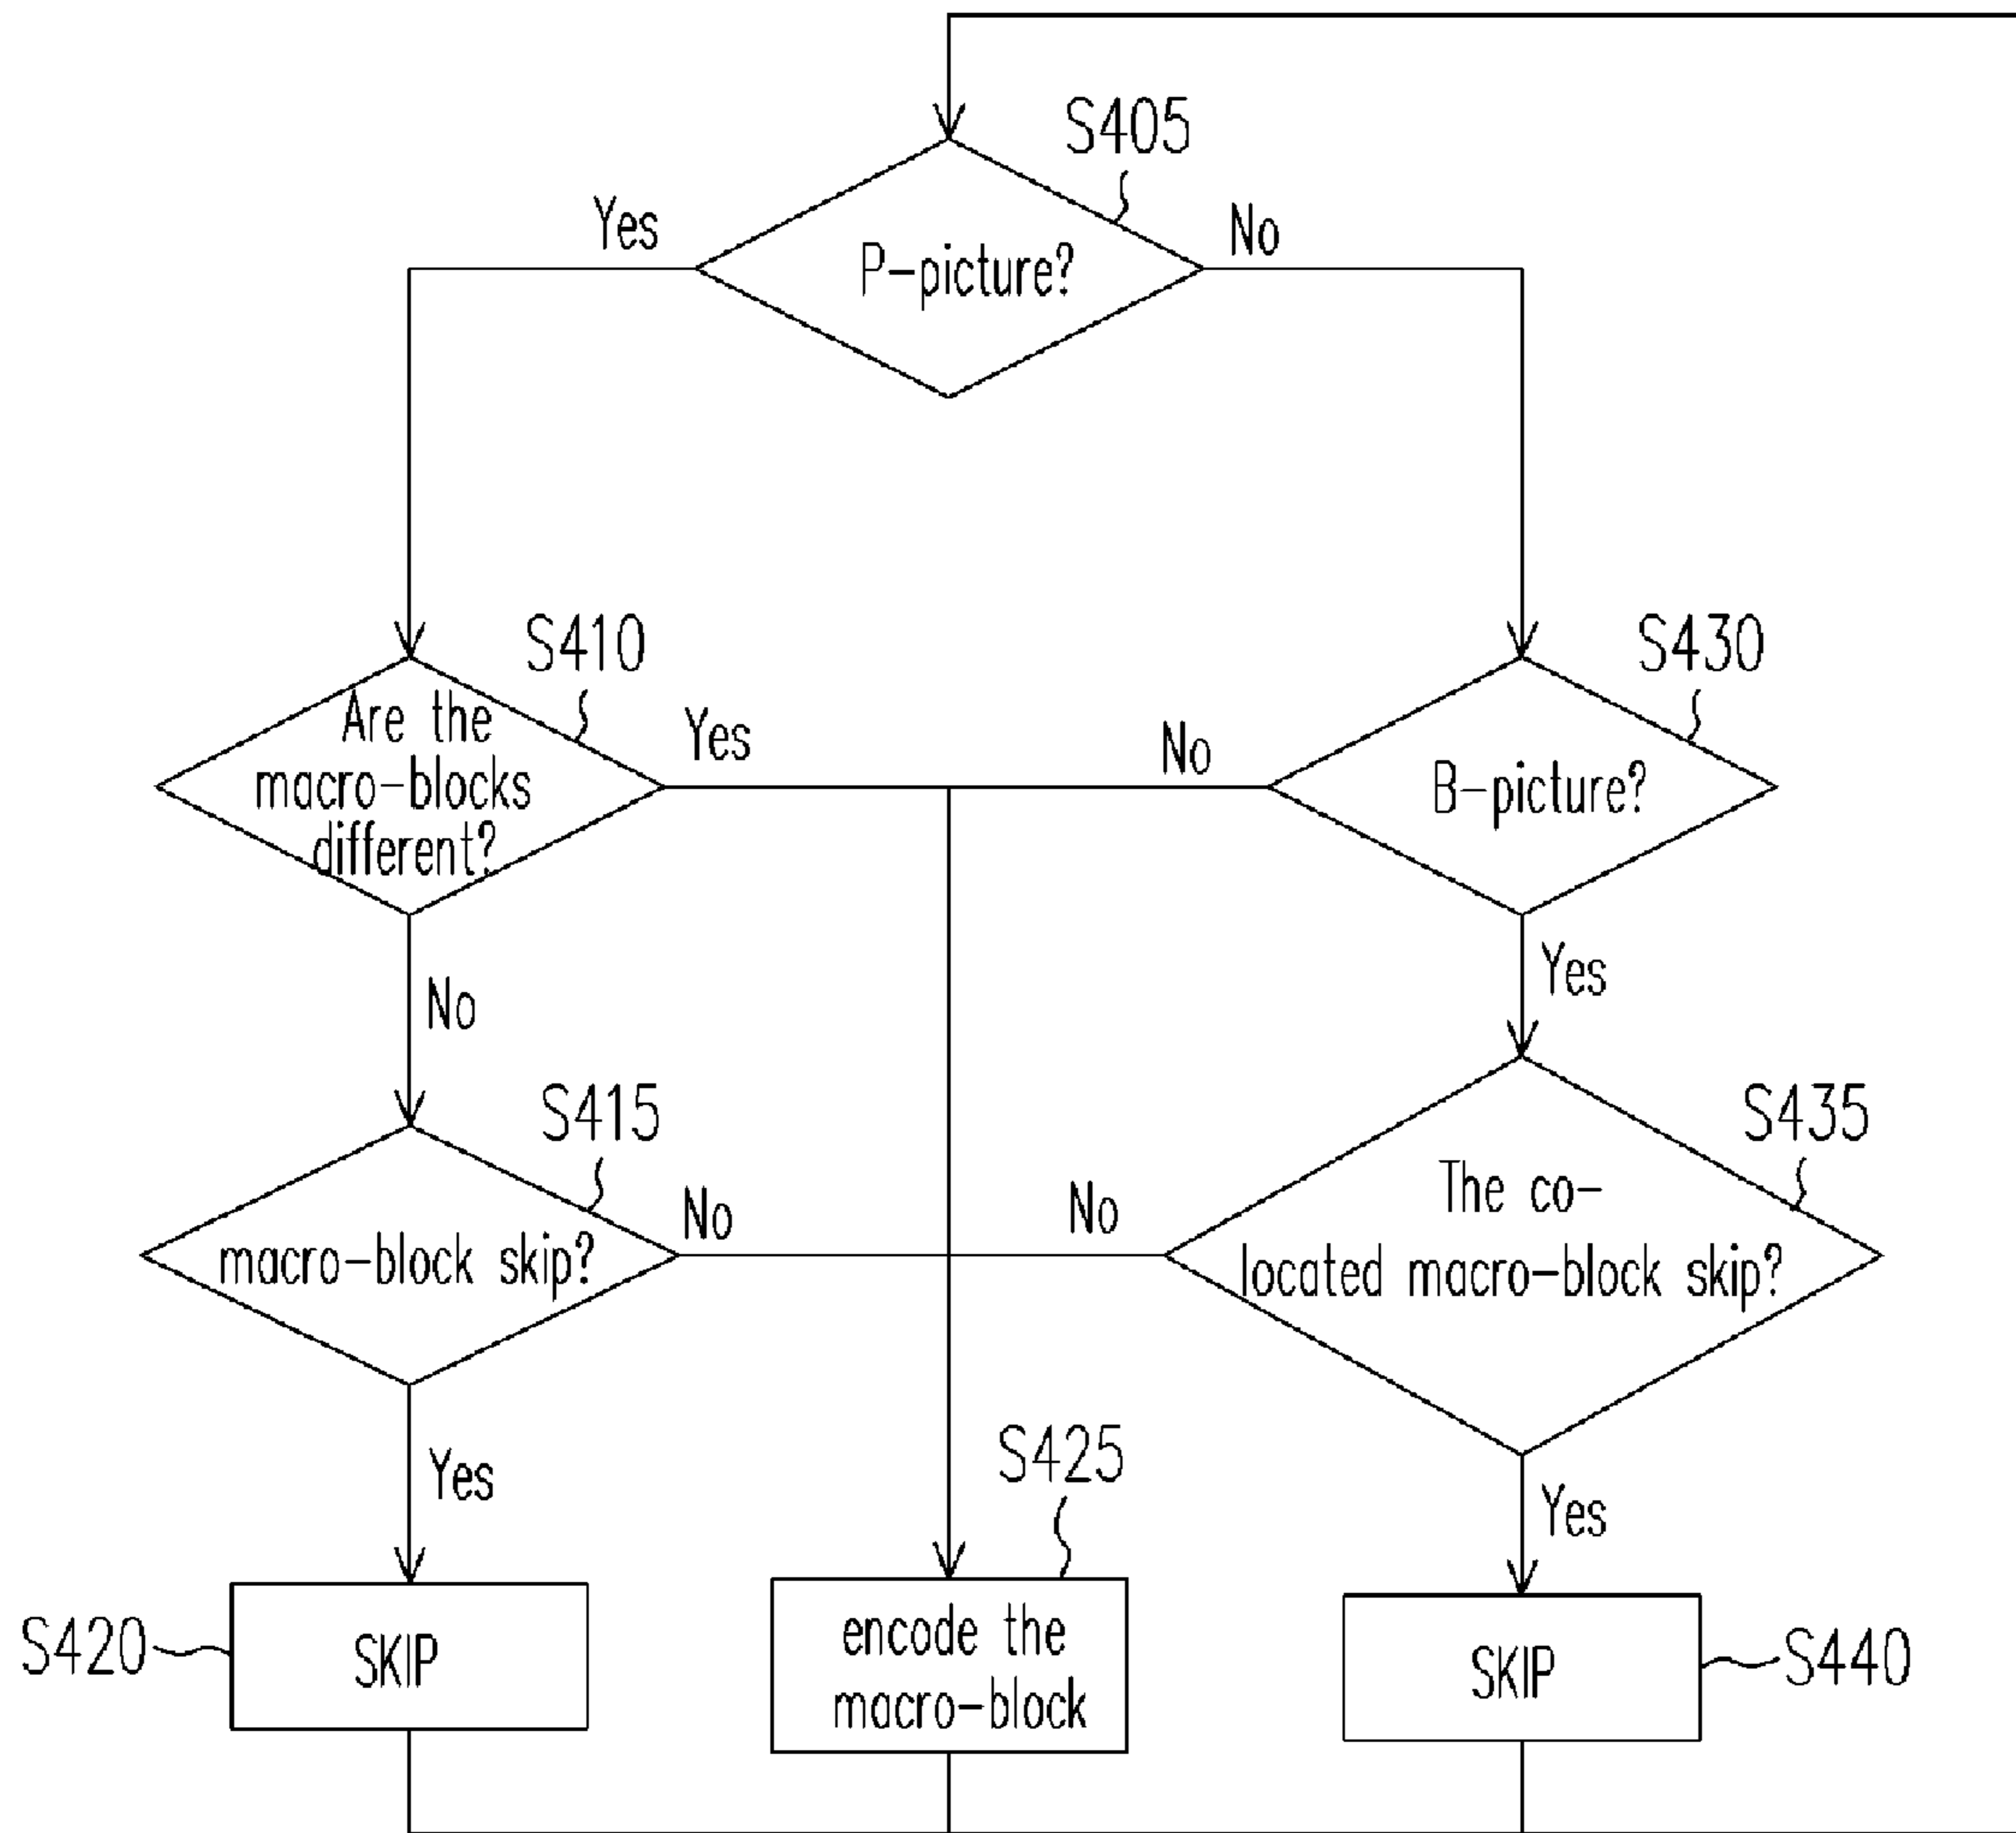 S405
Yes
No
P-picture?
S410
S430
Are the
macro-blocks
different?
Yes
No
B-picture?
No
Yes
S415
S435
macro-block skip?
No
No
The co-
located macro-block skip?
Yes
S425
Yes
S420
SKIP
encode the
macro-block
SKIP
S440